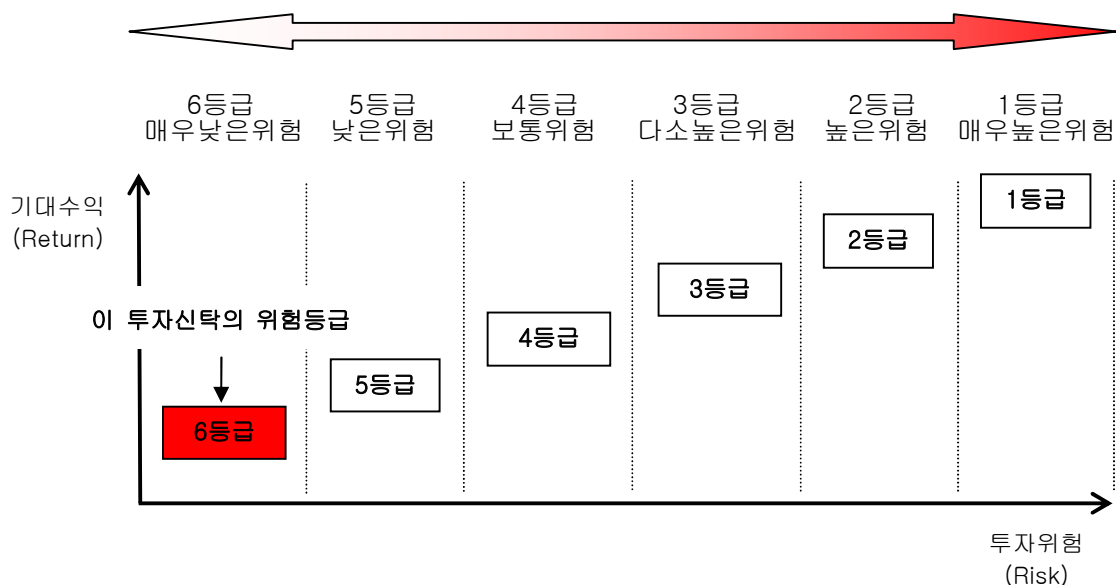 6등급
매우낮은위험
5등급
낮은위험
4등급
보통위험
3등급
다소높은위험
2등급
높은위험
1등급
매우높은위험
기대수익
(Return)
1등급
2등급
3등급
이 투자신탁의 위험등급
4등급
5등급
6등급
투자위험
(Risk)